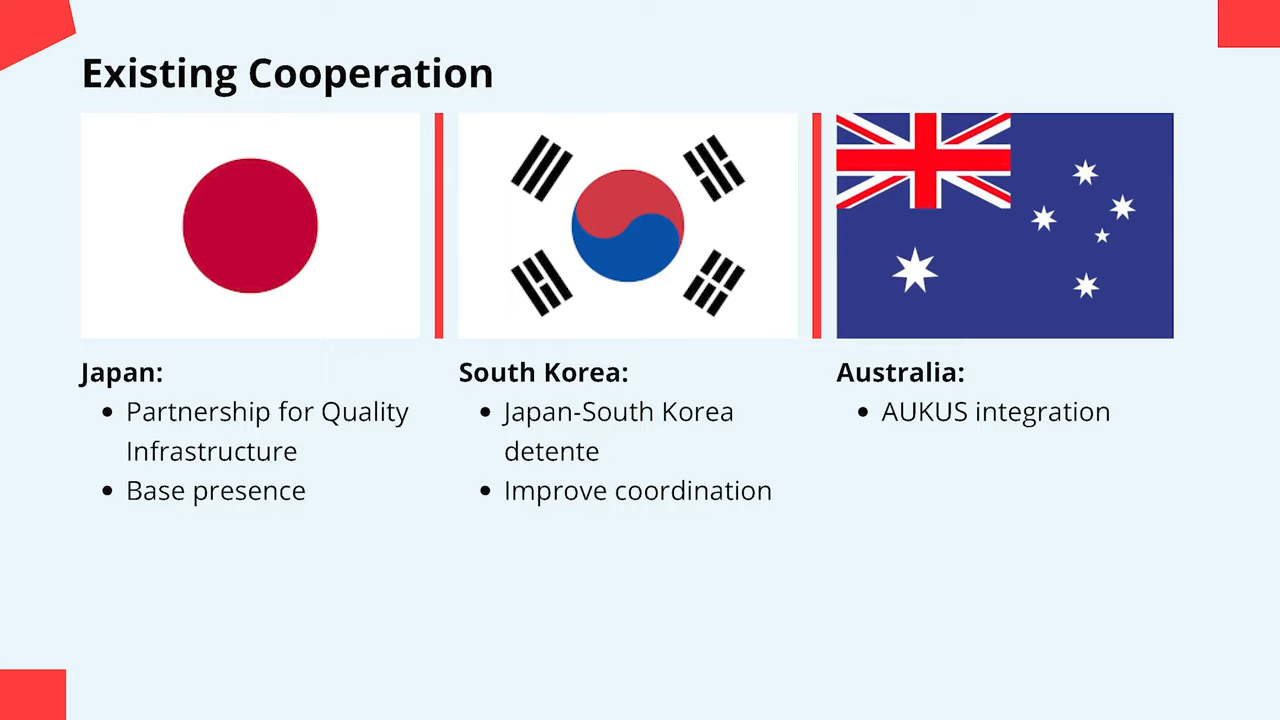 Existing Cooperation
Japan:
• Partnership for Quality
Infrastructure
• Base presence
South Korea:
• Japan-South Korea
detente
• Improve coordination
Australia:
• AUKUS integration